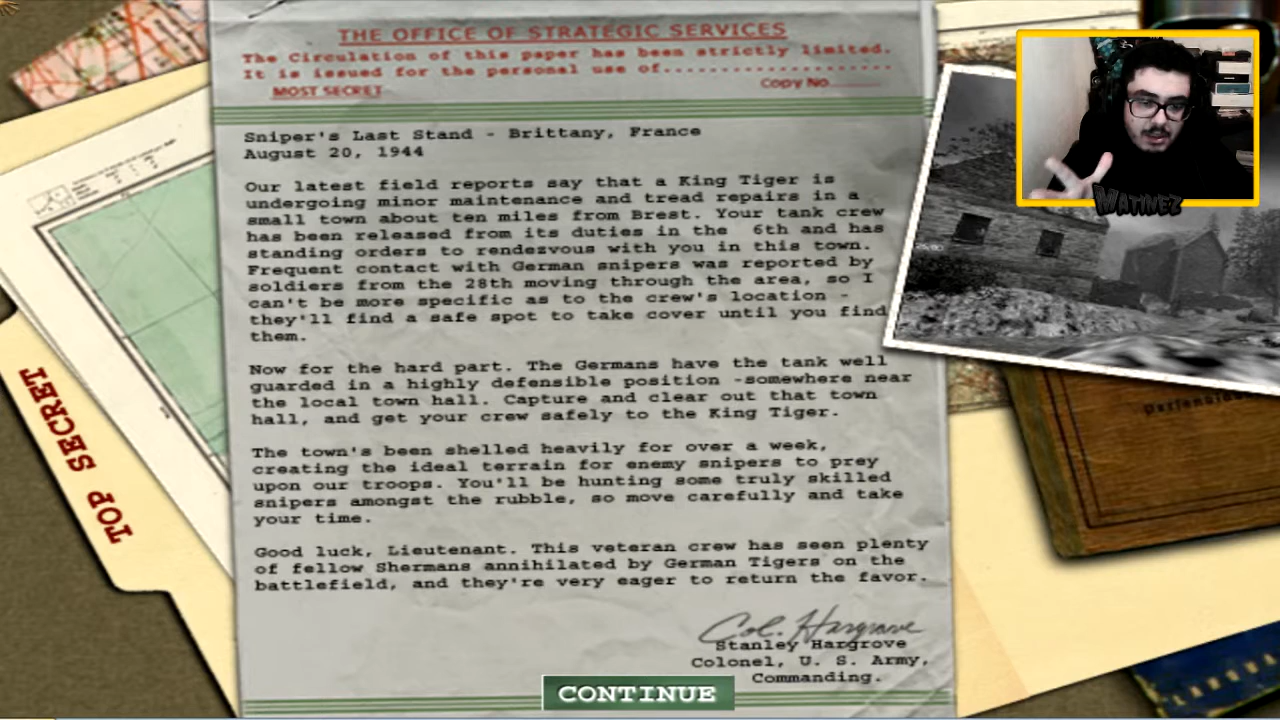 THE OFFICE OF STRATEGIC SERVICES
The Circulation of this paper has been strictly limited.
It is issued for the personal use of....................
MOST SECRET
Copy No........
Sniper's Last Stand - Brittany, France
August 20, 1944
Our latest field reports say that a King Tiger is
undergoing minor maintenance and tread repairs in a
small town about ten miles from Brest. Your tank crew
has been released from its duties in the  6th and has
standing orders to rendezvous with you in this town.
Frequent contact with German snipers was reported by
soldiers from the 28th moving through the area, so I
can't be more specific as to the crew's location -
they'll find a safe spot to take cover until you find
them.
Now for the hard part. The Germans have the tank well
guarded in a highly defensible position -somewhere near
the local town hall. Capture and clear out that town
hall, and get your crew safely to the King Tiger.
The town's been shelled heavily for over a week,
creating the ideal terrain for enemy snipers to prey
upon our troops. You'll be hunting some truly skilled
snipers amongst the rubble, so move carefully and take
your time.
Good luck, Lieutenant. This veteran crew has seen plenty
of fellow Shermans annihilated by German Tigers on the
battlefield, and they're very eager to return the favor.
Col. Hargrove
Stanley Hargrove
Colonel, U. S. Army,
Commanding.
CONTINUE
TOP SECRET
MATINEZ